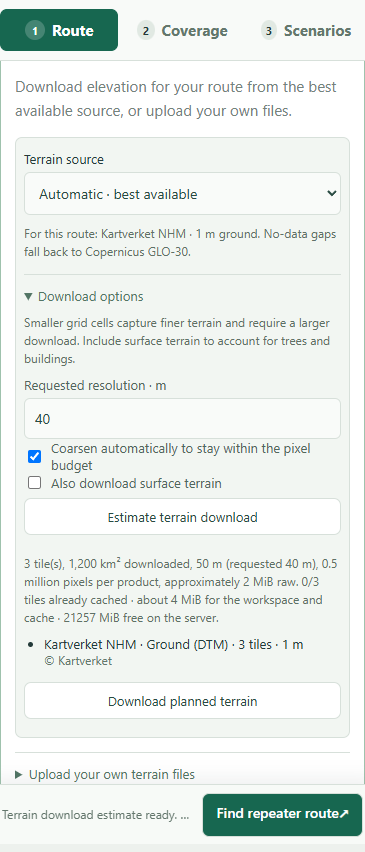 1 Route 2 Coverage 3 Scenarios
Download elevation for your route from the best
available source, or upload your own files.
Terrain source
Automatic · best available
For this route: Kartverket NHM · 1 m ground. No-data gaps
fall back to Copernicus GLO-30.
▼ Download options
Smaller grid cells capture finer terrain and require a larger
download. Include surface terrain to account for trees and
buildings.
Requested resolution · m
40
Coarsen automatically to stay within the pixel
budget
Also download surface terrain
Estimate terrain download
3 tile(s), 1,200 km² downloaded, 50 m (requested 40 m), 0.5
million pixels per product, approximately 2 MiB raw. 0/3
tiles already cached · about 4 MiB for the workspace and
cache · 21257 MiB free on the server.
• Kartverket NHM · Ground (DTM) · 3 tiles · 1 m
© Kartverket
Download planned terrain
▶ Upload your own terrain files
Terrain download estimate ready. ...
Find repeater route↗